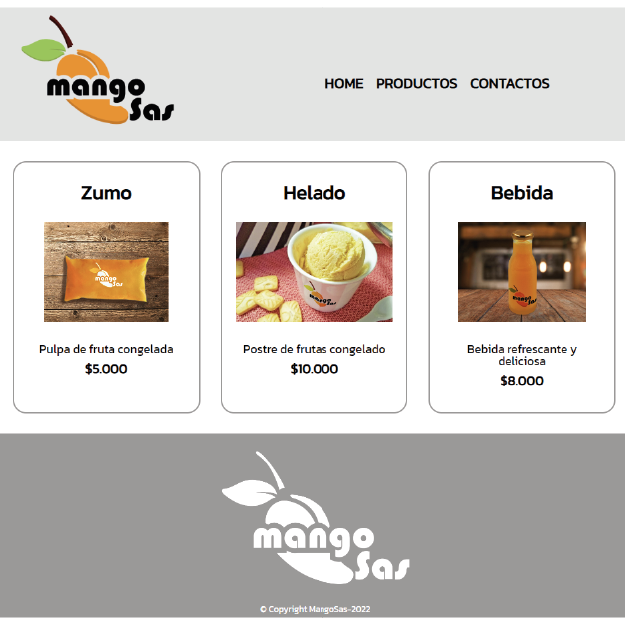 mango
Sas
HOME PRODUCTOS CONTACTOS
Zumo
mango
Sas
Pulpa de fruta congelada
$5.000
Helado
mango
Sas
Postre de frutas congelado
$10.000
Bebida
mango
Sas
Bebida refrescante y
deliciosa
$8.000
mango
Sas
© Copyright MangoSas-2022